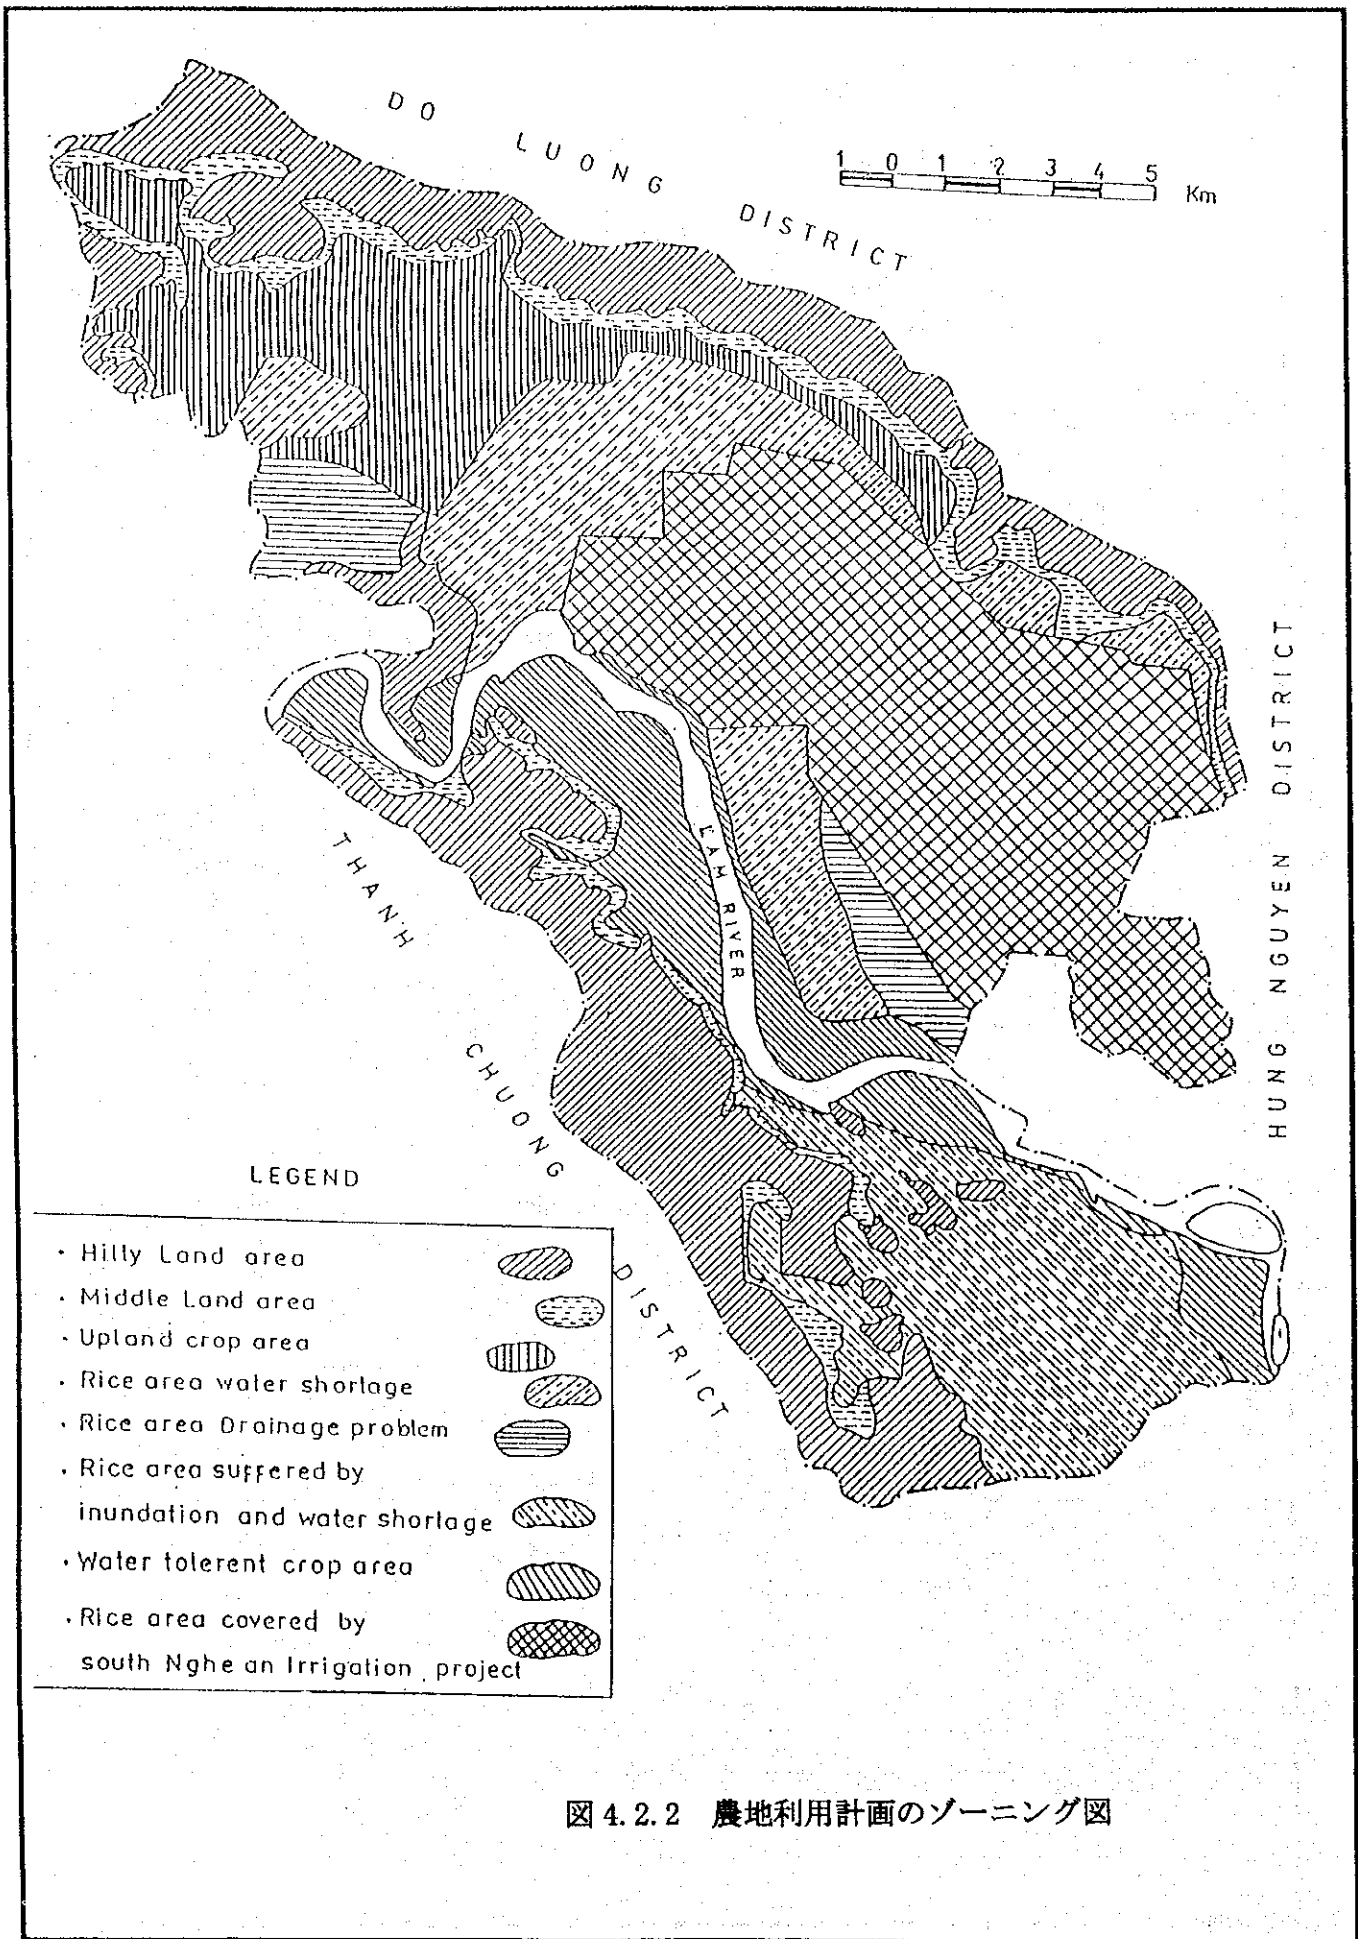 DO LUONG DISTRICT
1 0 1 2 3 4 5 Km
HUNG NGUYEN DISTRICT
LAM RIVER
THANH CHUONG DISTRICT
LEGEND
· Hilly Land area
· Middle Land area
· Upland crop area
· Rice area water shortage
· Rice area Drainage problem
· Rice area suffered by
inundation and water shortage
· Water tolerent crop area
· Rice area covered by
south Nghe an Irrigation project
図 4.2.2 農地利用計画のゾーニング図